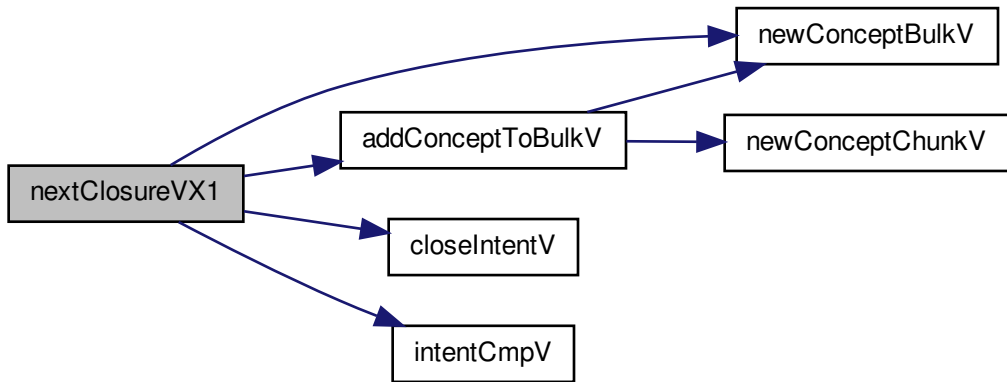 newConceptBulkV
addConceptToBulkV
newConceptChunkV
nextClosureVX1
closeIntentV
intentCmpV